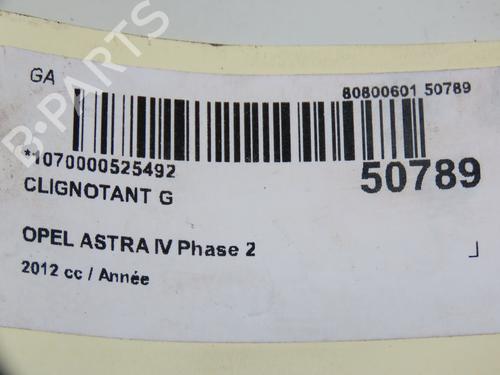 GA
80800601 50789
*1070000525492
50789
CLIGNOTANT G
OPEL ASTRA IV Phase 2
2012 cc / Année
B-PARTS